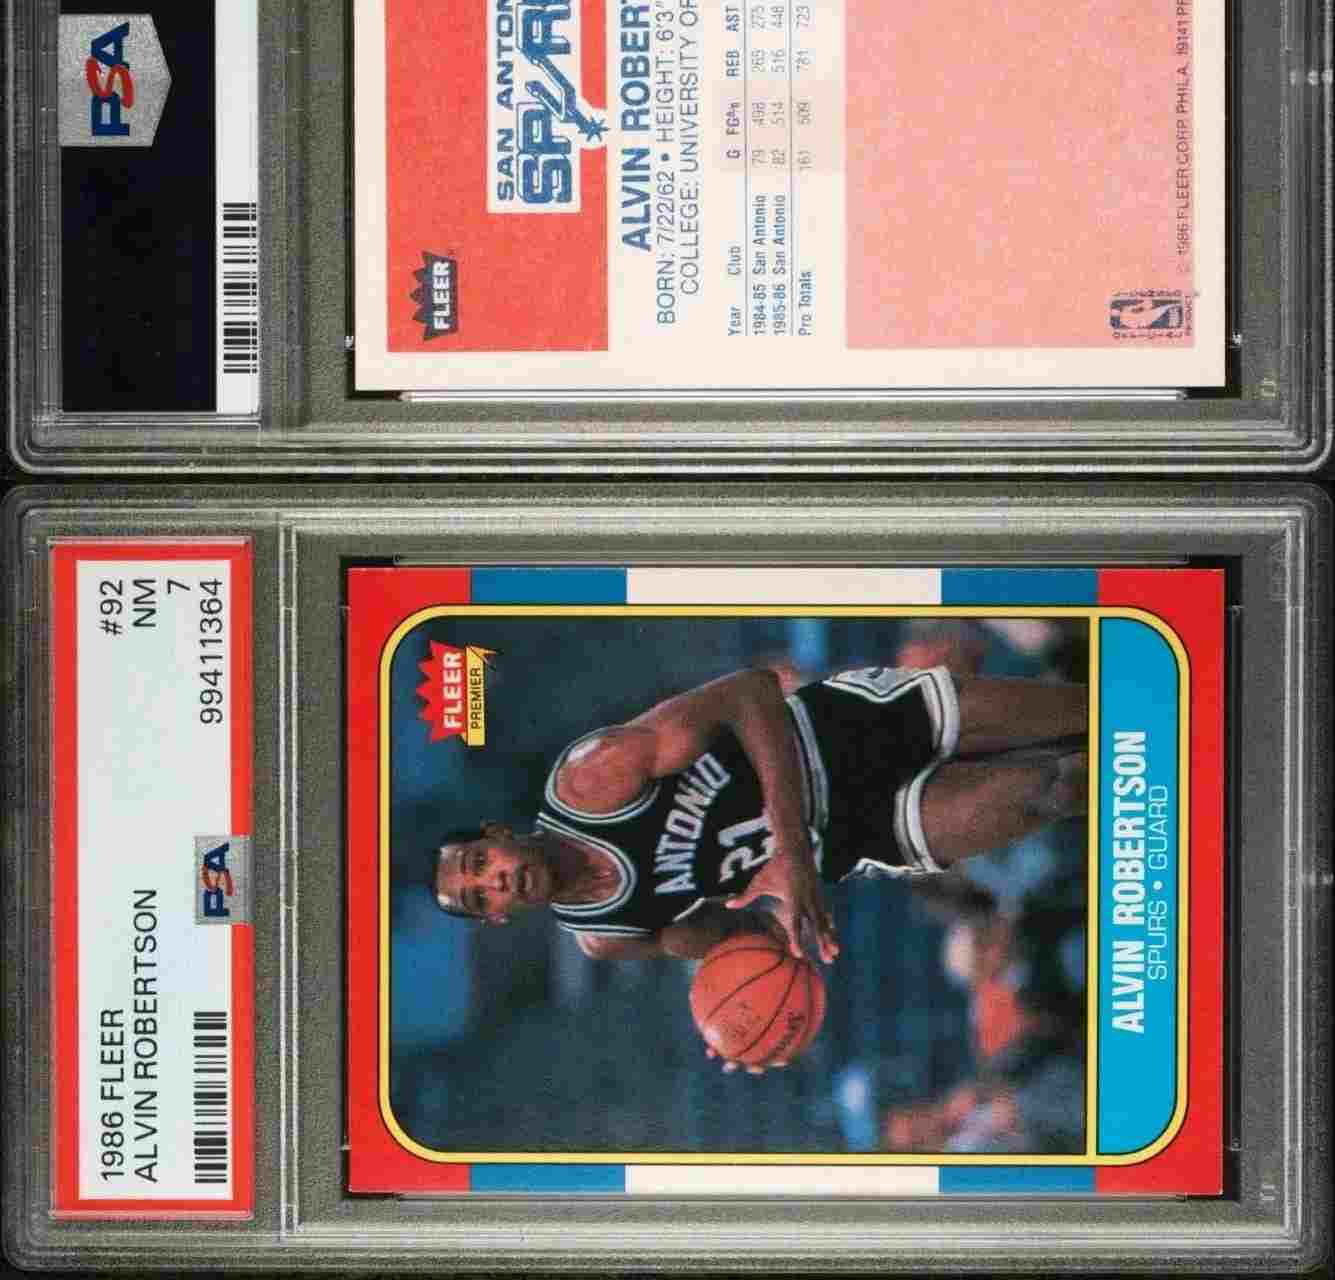 1986 FLEER #92
ALVIN ROBERTSON NM
7
PSA 99411364
FLEER
PREMIER
ANTONIO
21
ALVIN ROBERTSON
SPURS • GUARD
PSA
FLEER
SAN ANTON
SPUR
ALVIN ROBERT
BORN: 7/22/62 • HEIGHT: 6'3"
COLLEGE: UNIVERSITY OF
Year Club G FG% REB AST
1984-85 San Antonio 79 .498 265 275
1985-86 San Antonio 82 .514 516 448
Pro Totals 161 .509 781 723
© 1986 FLEER CORP. PHILA. 19141